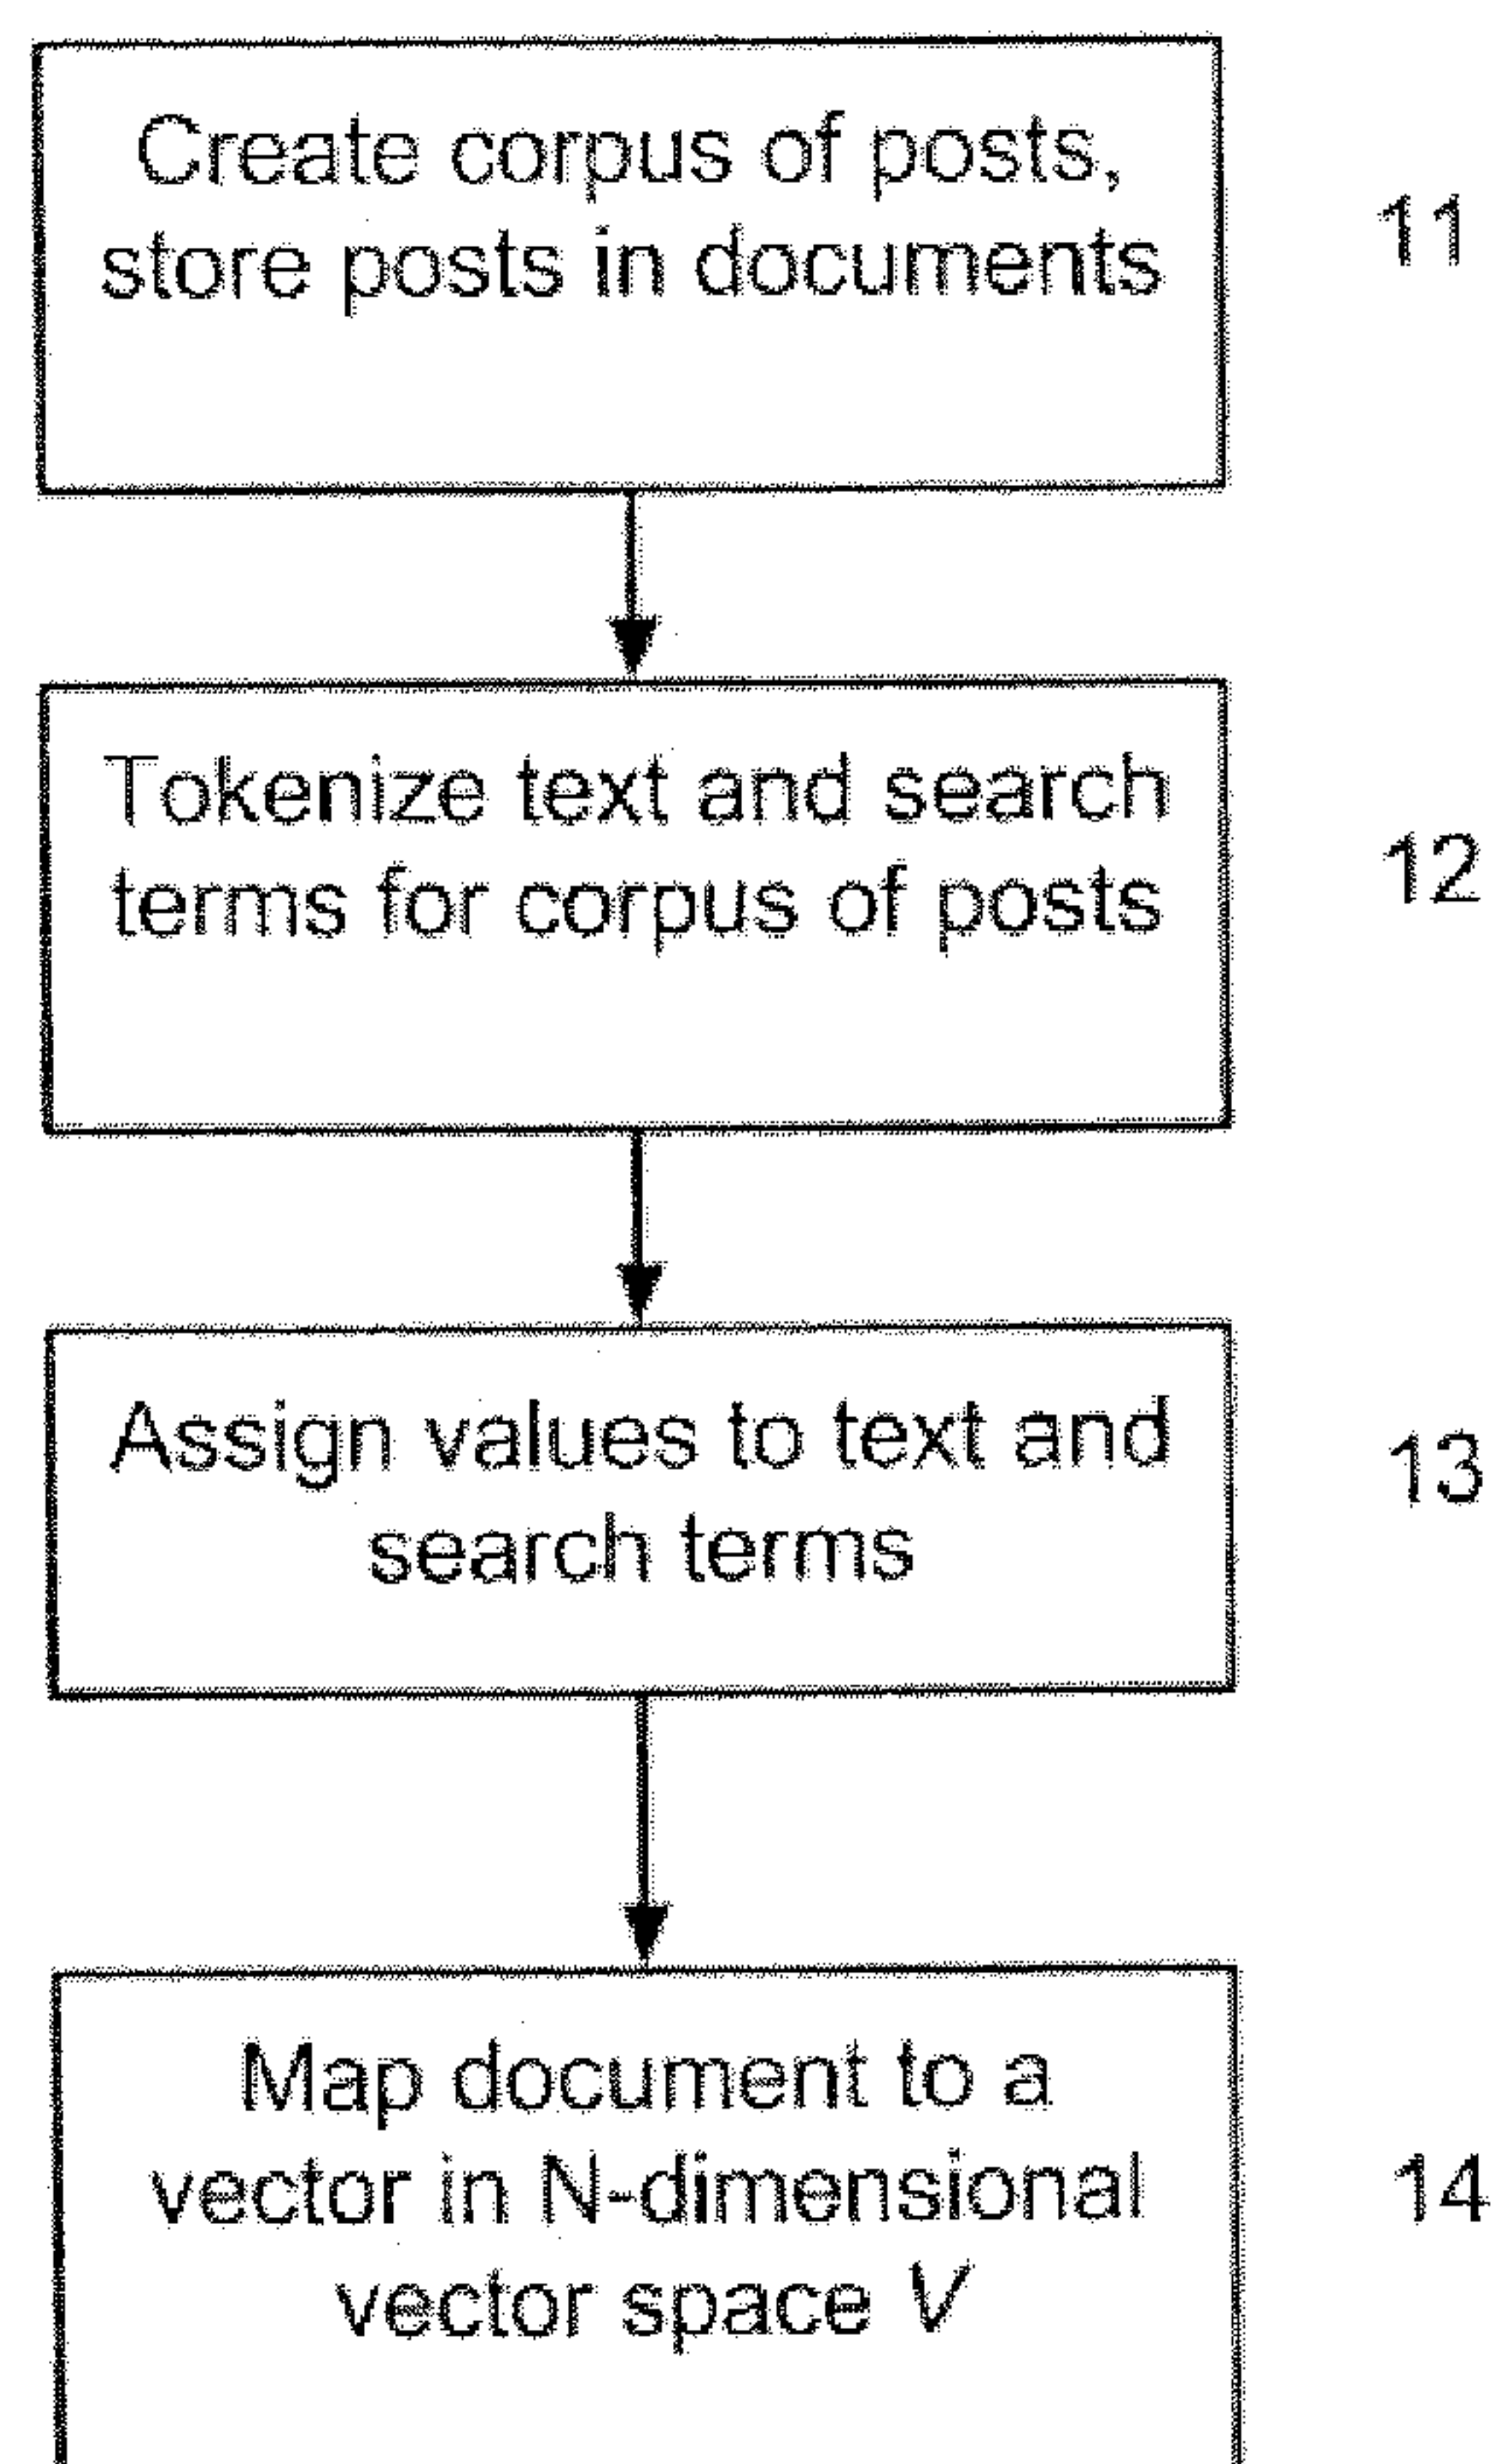 Create corpus of posts,
store posts in documents
11
Tokenize text and search
terms for corpus of posts
12
Assign values to text and
search terms
13
Map document to a
vector in N-dimensional
vector space V
14